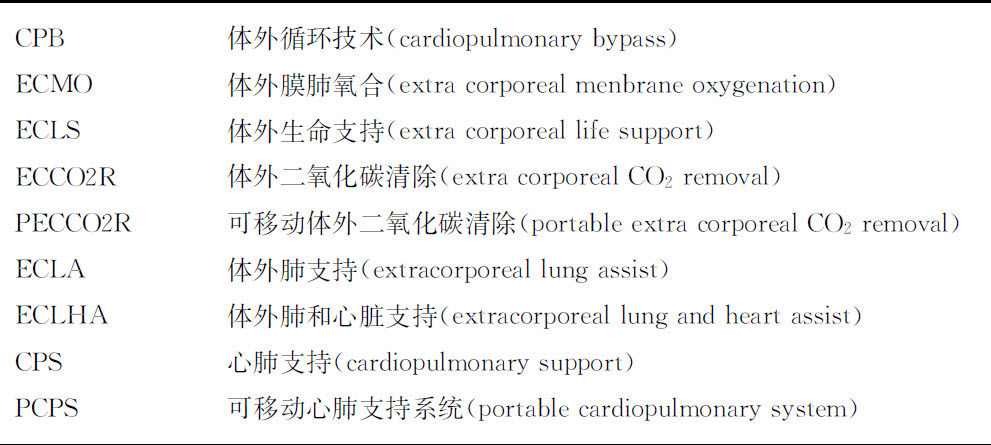 CPB 体外循环技术(cardiopulmonary bypass)
ECMO 体外膜肺氧合(extra corporeal menbrane oxygenation)
ECLS 体外生命支持(extra corporeal life support)
ECCO2R 体外二氧化碳清除(extra corporeal CO₂ removal)
PECCO2R 可移动体外二氧化碳清除(portable extra corporeal CO₂ removal)
ECLA 体外肺支持(extracorporeal lung assist)
ECLHA 体外肺和心脏支持(extracorporeal lung and heart assist)
CPS 心肺支持(cardiopulmonary support)
PCPS 可移动心肺支持系统(portable cardiopulmonary system)